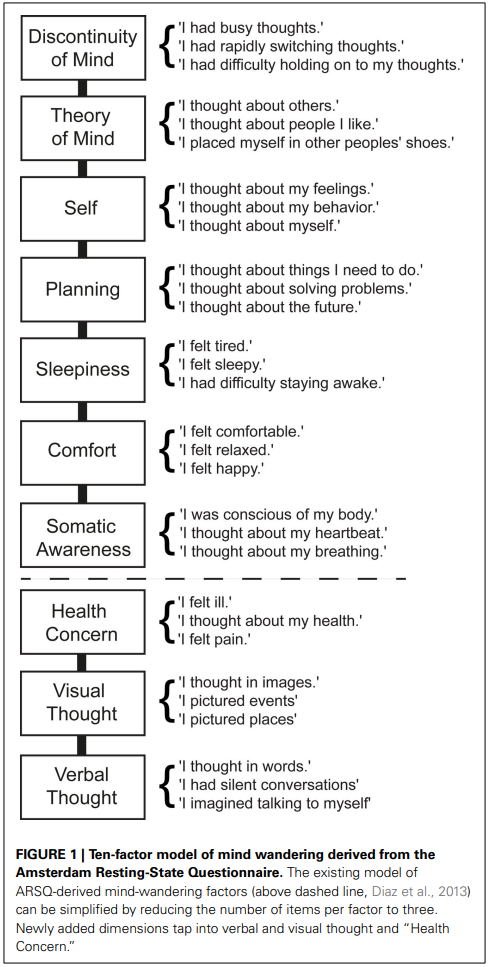 Discontinuity
of Mind
'I had busy thoughts.'
'I had rapidly switching thoughts.'
'I had difficulty holding on to my thoughts.'
Theory
of Mind
'I thought about others.'
'I thought about people I like.'
'I placed myself in other peoples' shoes.'
Self
'I thought about my feelings.'
'I thought about my behavior.'
'I thought about myself.'
Planning
'I thought about things I need to do.'
'I thought about solving problems.'
'I thought about the future.'
Sleepiness
'I felt tired.'
'I felt sleepy.'
'I had difficulty staying awake.'
Comfort
'I felt comfortable.'
'I felt relaxed.'
'I felt happy.'
Somatic
Awareness
'I was conscious of my body.'
'I thought about my heartbeat.'
'I thought about my breathing.'
Health
Concern
'I felt ill.'
'I thought about my health.'
'I felt pain.'
Visual
Thought
'I thought in images.'
'I pictured events'
'I pictured places'
Verbal
Thought
'I thought in words.'
'I had silent conversations'
'I imagined talking to myself'
FIGURE 1 | Ten-factor model of mind wandering derived from the
Amsterdam Resting-State Questionnaire. The existing model of
ARSQ-derived mind-wandering factors (above dashed line, Diaz et al., 2013)
can be simplified by reducing the number of items per factor to three.
Newly added dimensions tap into verbal and visual thought and “Health
Concern.”